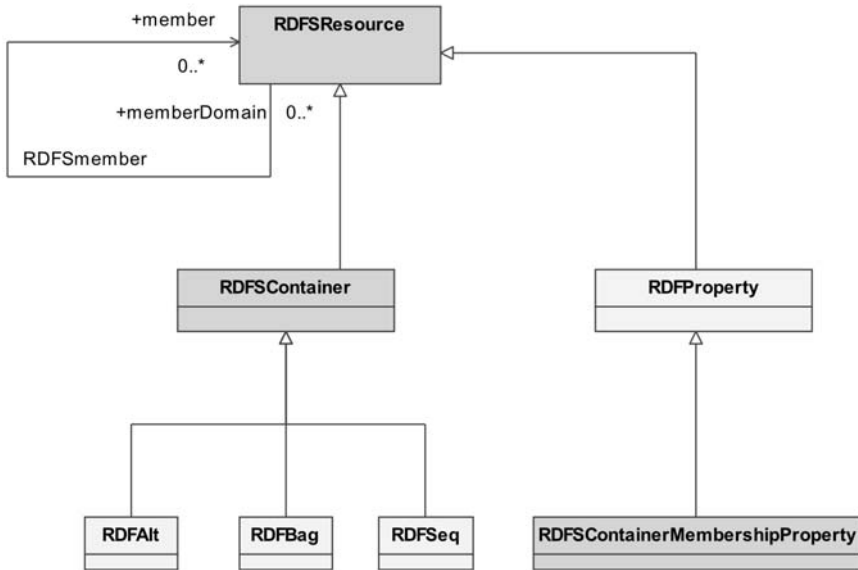 +member
RDFSResource
0..*
+memberDomain
0..*
RDFSmember
RDFSContainer
RDFProperty
RDFAlt
RDFBag
RDFSeq
RDFSContainerMembershipProperty